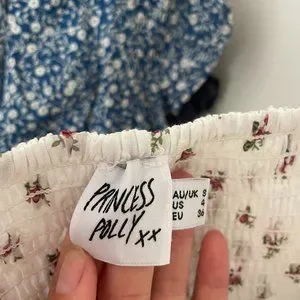 PRINCESS
POLLY xx
AU/UK 8
US 4
EU 36